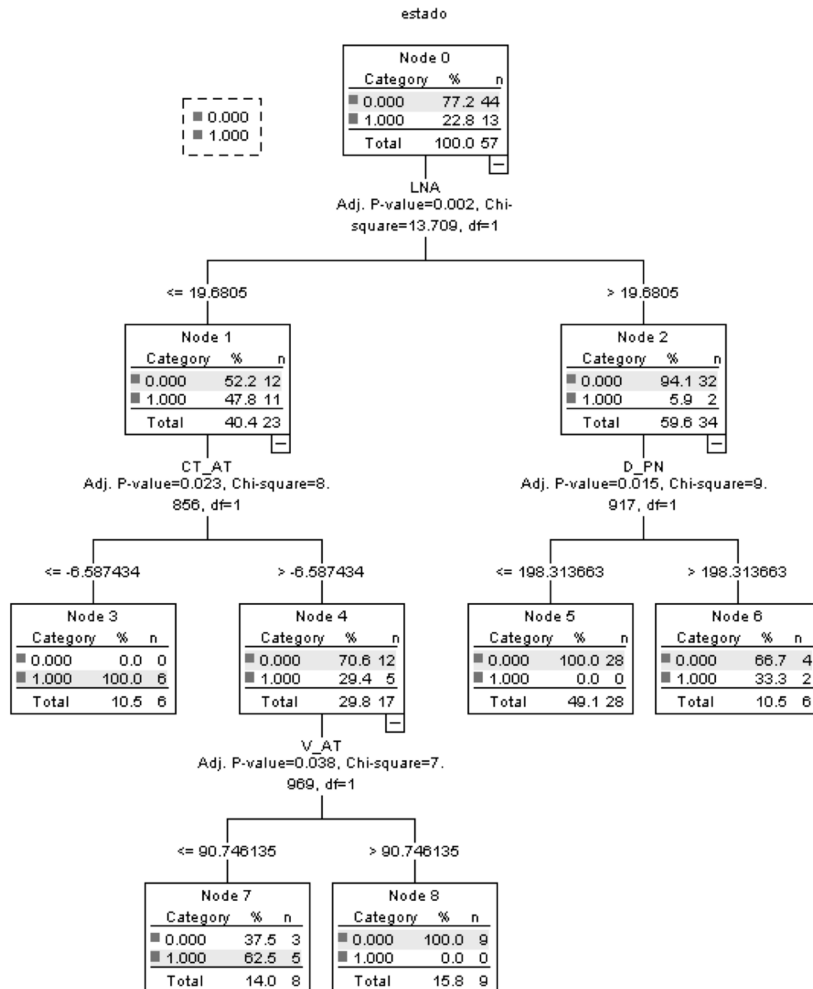 estado
Node 0
Category % n
0.000 77.2 44
1.000 22.8 13
Total 100.0 57
0.000
1.000
LNA
Adj. P-value=0.002, Chi-
square=13.709, df=1
<= 19.6805
> 19.6805
Node 1
Category % n
0.000 52.2 12
1.000 47.8 11
Total 40.4 23
Node 2
Category % n
0.000 94.1 32
1.000 5.9 2
Total 59.6 34
CT_AT
Adj. P-value=0.023, Chi-square=8.
856, df=1
D_PN
Adj. P-value=0.015, Chi-square=9.
917, df=1
<= -6.587434
> -6.587434
<= 198.313663
> 198.313663
Node 3
Category % n
0.000 0.0 0
1.000 100.0 6
Total 10.5 6
Node 4
Category % n
0.000 70.6 12
1.000 29.4 5
Total 29.8 17
Node 5
Category % n
0.000 100.0 28
1.000 0.0 0
Total 49.1 28
Node 6
Category % n
0.000 66.7 4
1.000 33.3 2
Total 10.5 6
V_AT
Adj. P-value=0.038, Chi-square=7.
969, df=1
<= 90.746135
> 90.746135
Node 7
Category % n
0.000 37.5 3
1.000 62.5 5
Total 14.0 8
Node 8
Category % n
0.000 100.0 9
1.000 0.0 0
Total 15.8 9